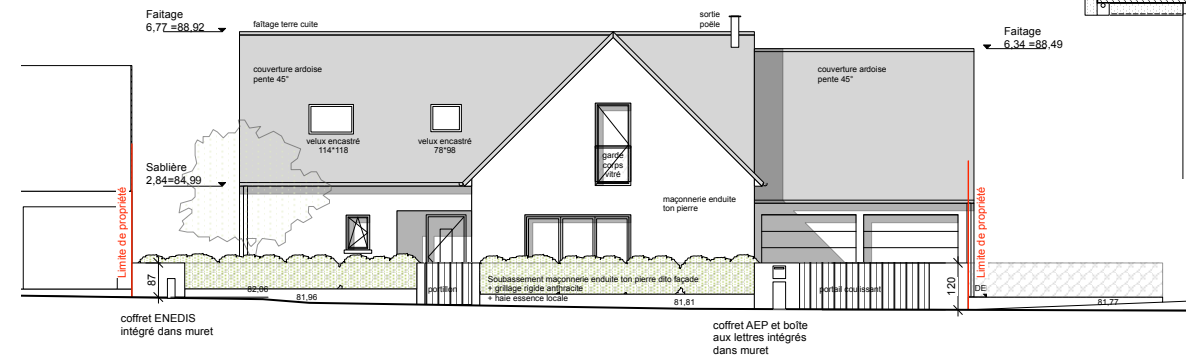 Faitage
6,77 =88,92
faîtage terre cuite
sortie
poêle
Faitage
6,34 =88,49
couverture ardoise
pente 45°
couverture ardoise
pente 45°
velux encastré
114*118
velux encastré
78*98
garde
corps
vitré
Sablière
2,84=84,99
maçonnerie enduite
ton pierre
Limite de propriété
Limite de propriété
87
82,06
81,96
portillon
Soubassement maçonnerie enduite ton pierre dito façade
+ grillage rigide anthracite
+ haie essence locale
81,81
portail coulissant
120
DE
81,77
coffret ENEDIS
intégré dans muret
coffret AEP et boîte
aux lettres intégrés
dans muret